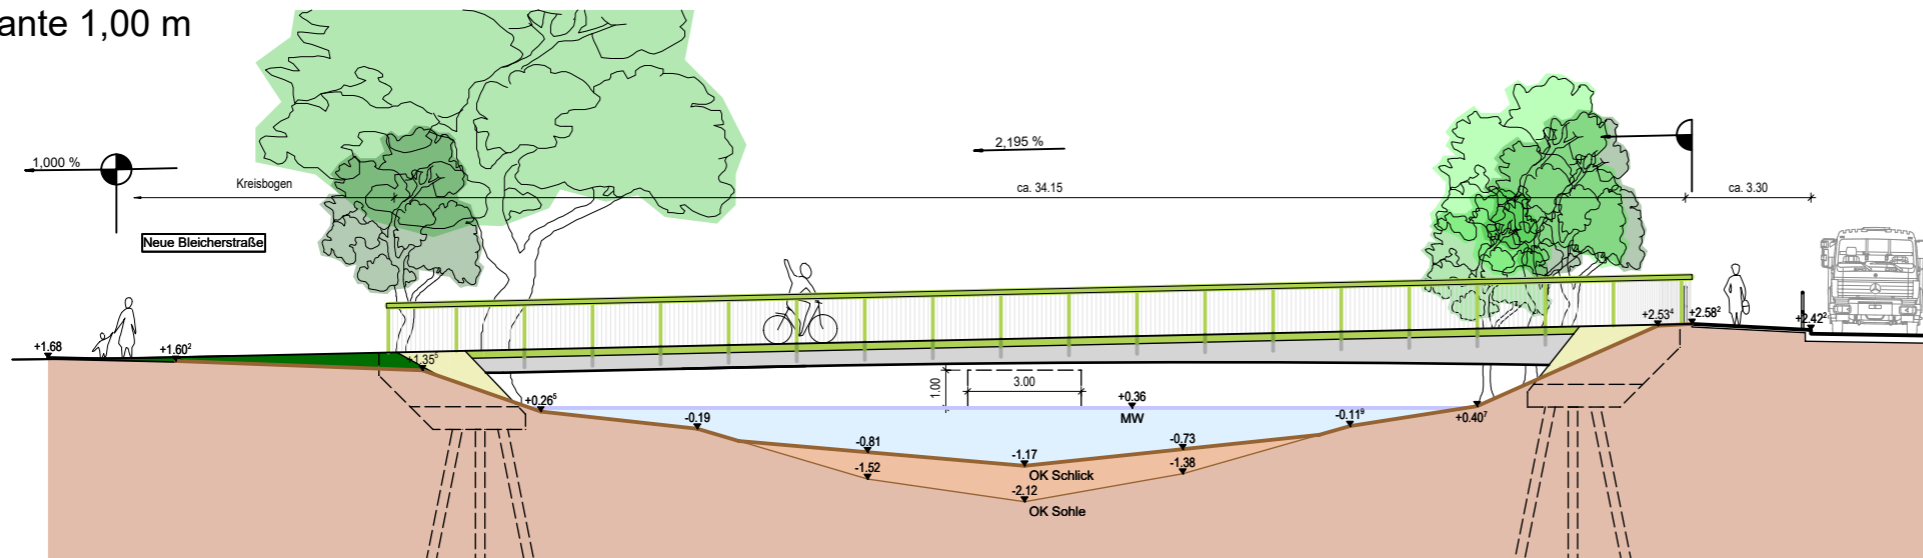 ante 1,00 m
2,195 %
1,000 %
Kreisbogen
ca. 34.15
ca. 3.30
Neue Bleicherstraße
+1.68
+1.60²
+1.35⁵
+2.53⁴
+2.58²
+2.42²
1.00
3.00
+0.26⁵
+0.36
MW
+0.40⁷
-0.19
-0.11⁹
-0.81
-0.73
-1.17
-1.52
-1.38
OK Schlick
-2.12
OK Sohle